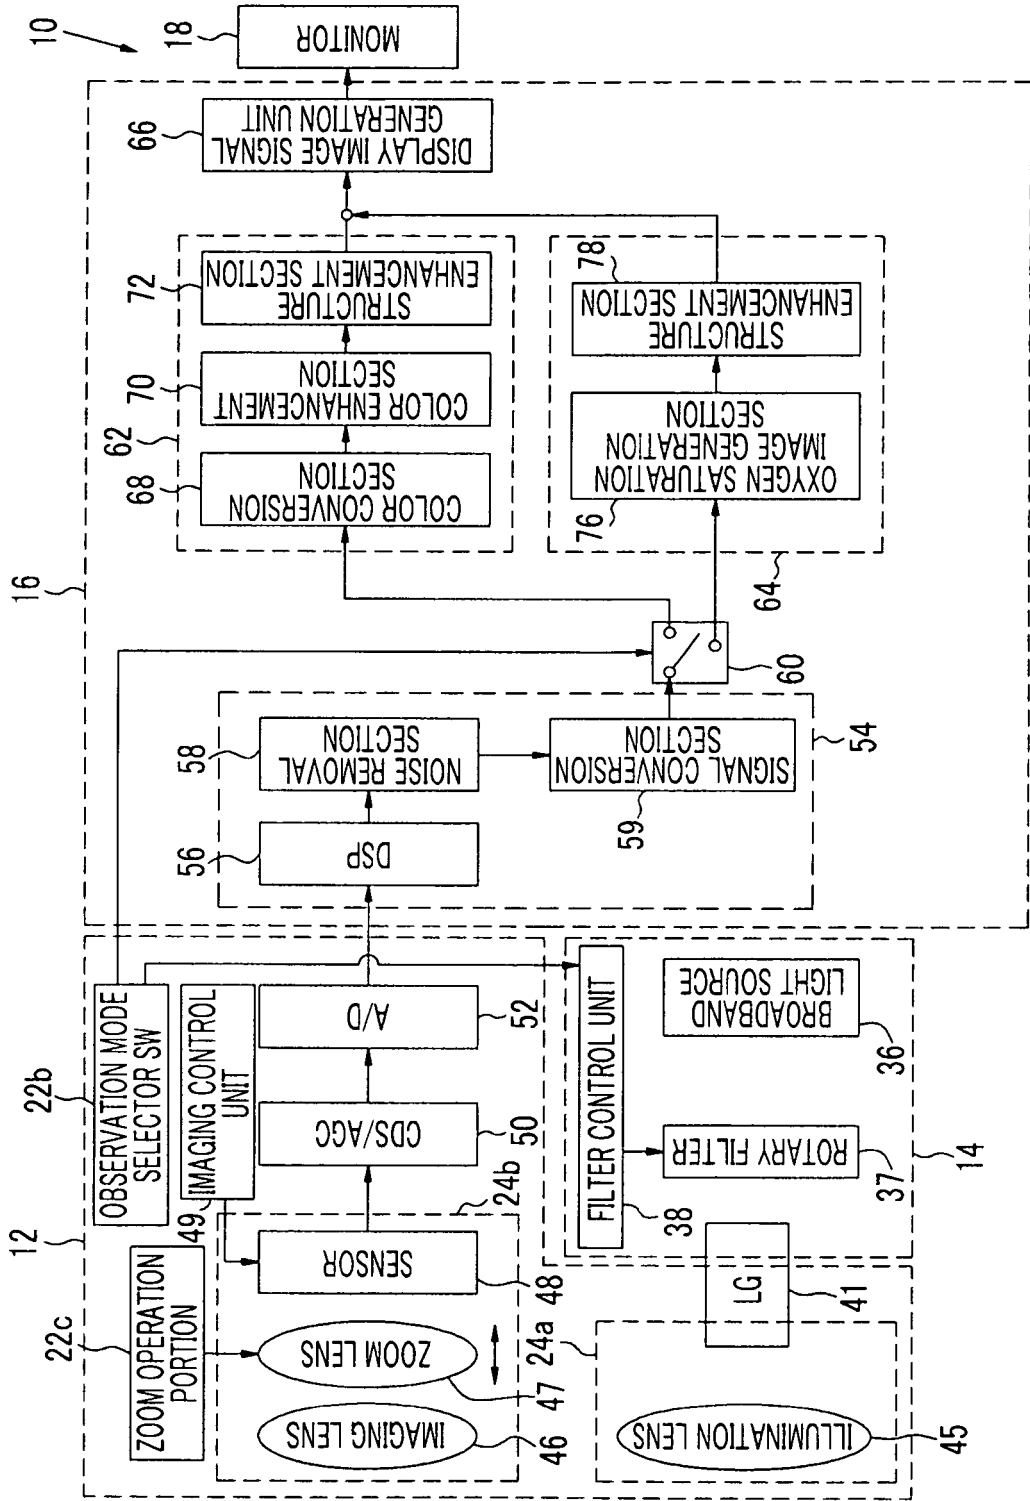 10
12
22c
ZOOM OPERATION
PORTION
22b
OBSERVATION MODE
SELECTOR SW
16
18
MONITOR
49
IMAGING CONTROL
UNIT
IMAGING LENS
46
ZOOM LENS
47
SENSOR
48
24b
CDS/AGC
50
A/D
52
56
DSP
58
NOISE REMOVAL
SECTION
59
SIGNAL CONVERSION
SECTION
54
60
62
68
COLOR CONVERSION
SECTION
70
COLOR ENHANCEMENT
SECTION
72
STRUCTURE
ENHANCEMENT SECTION
66
DISPLAY IMAGE SIGNAL
GENERATION UNIT
64
76
OXYGEN SATURATION
IMAGE GENERATION
SECTION
78
STRUCTURE
ENHANCEMENT SECTION
24a
ILLUMINATION LENS
45
LG
41
FILTER CONTROL UNIT
38
ROTARY FILTER
37
BROADBAND
LIGHT SOURCE
36
14